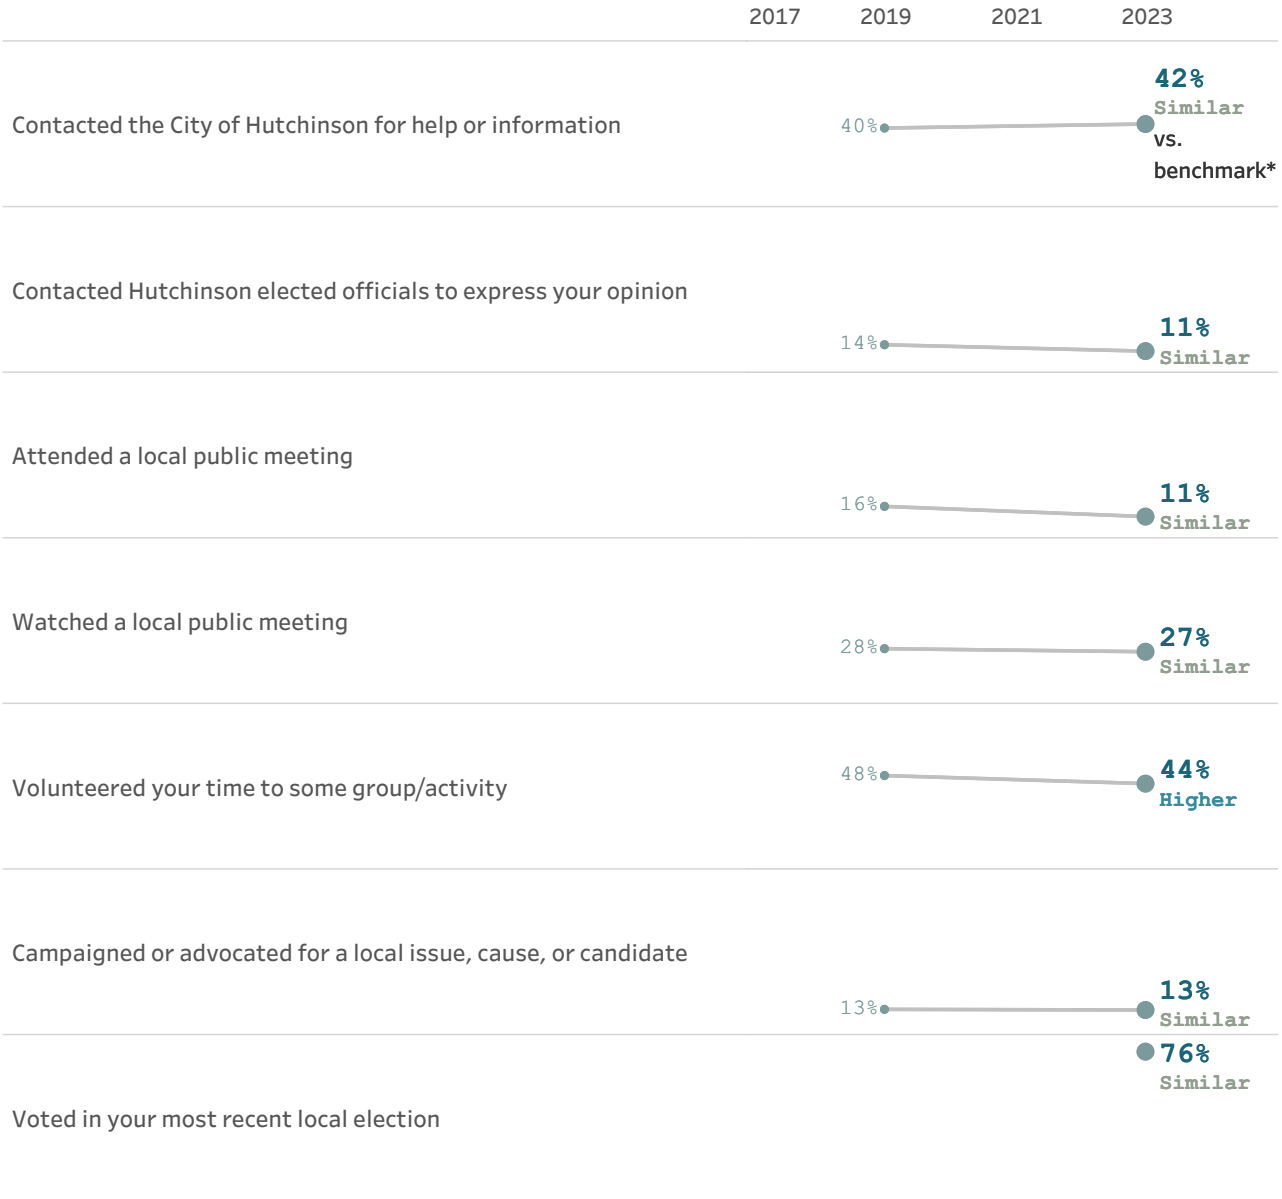 2017 2019 2021 2023
42%
Similar
Contacted the City of Hutchinson for help or information 40%
vs.
benchmark*
Contacted Hutchinson elected officials to express your opinion
11%
14%
Similar
Attended a local public meeting
11%
16%
Similar
Watched a local public meeting
27%
28%
Similar
44%
48%
Volunteered your time to some group/activity
Higher
Campaigned or advocated for a local issue, cause, or candidate
13%
13%
Similar
76%
Similar
Voted in your most recent local election